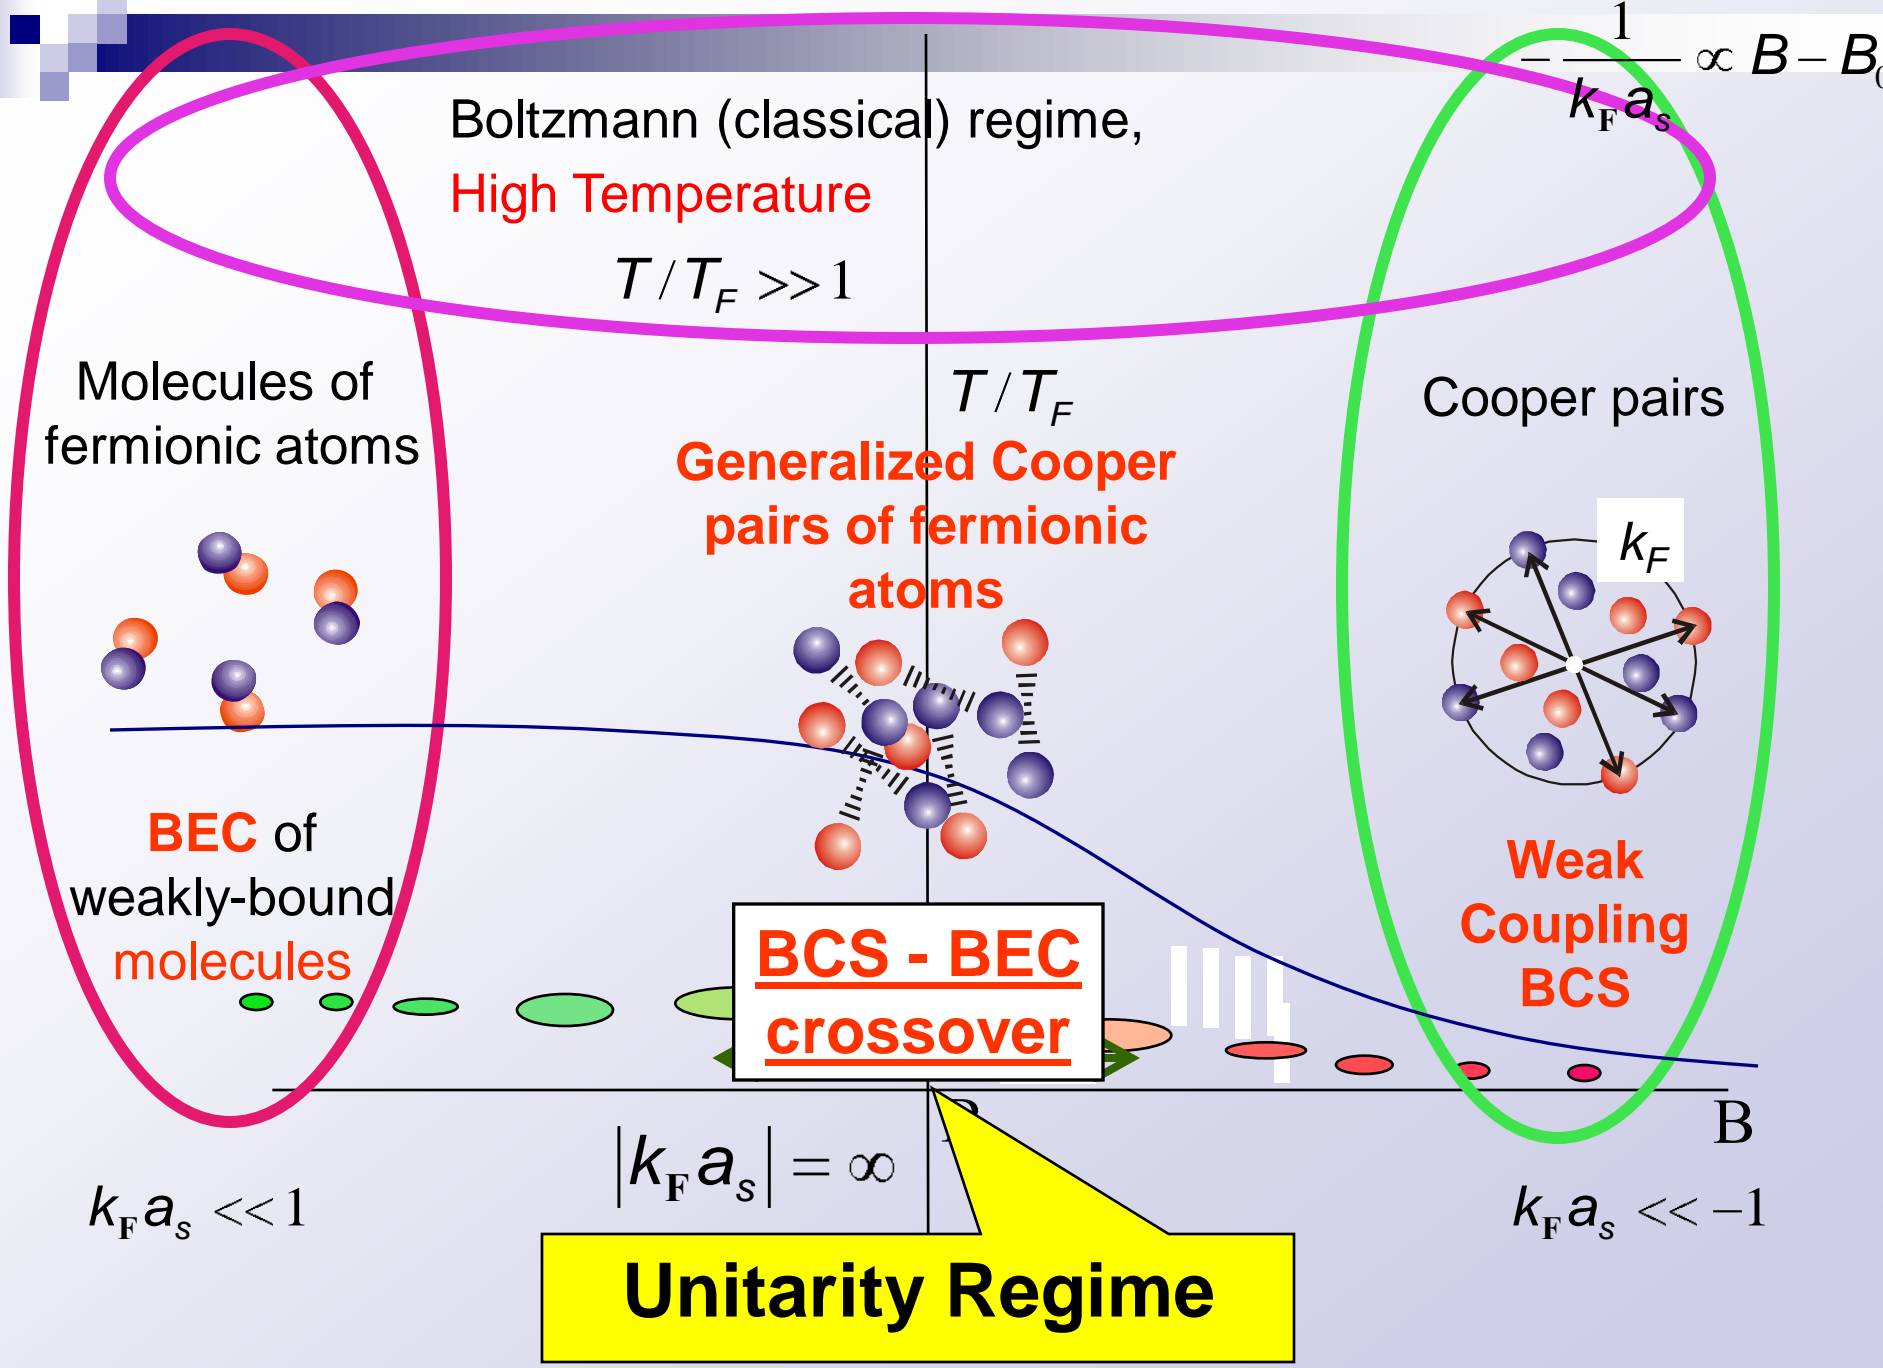 -1/(k_F a_s) ∝ B − B₀
Boltzmann (classical) regime,
High Temperature
T / T_F >> 1
Molecules of
fermionic atoms
T / T_F
Generalized Cooper
pairs of fermionic
atoms
Cooper pairs
k_F
BEC of
weakly-bound
molecules
Weak
Coupling
BCS
BCS - BEC
crossover
B
|k_F a_s| = ∞
k_F a_s << 1
k_F a_s << −1
Unitarity Regime